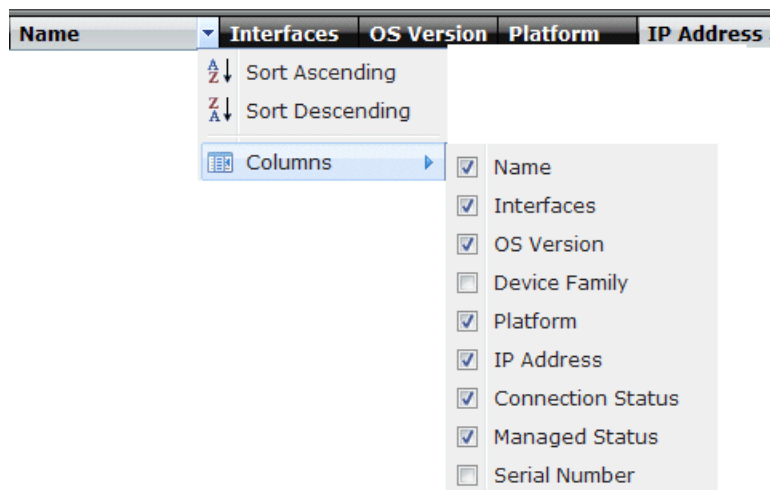 Name Interfaces OS Version Platform IP Address
Sort Ascending
Sort Descending
Columns
Name
Interfaces
OS Version
Device Family
Platform
IP Address
Connection Status
Managed Status
Serial Number